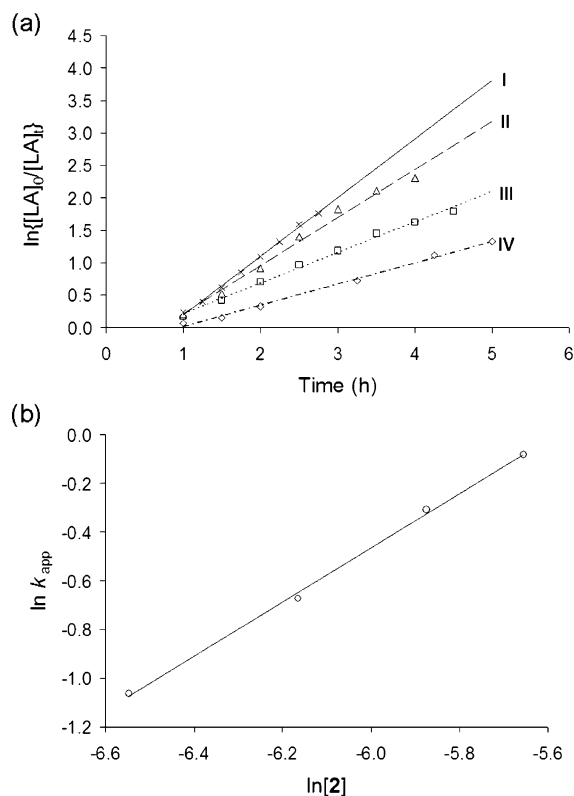 (a)
4.5
4.0
3.5
3.0
2.5
2.0
1.5
1.0
0.5
0.0
ln{[LA]0/[LA]t}
I
II
III
IV
0 1 2 3 4 5 6
Time (h)
(b)
0.0
-0.2
-0.4
-0.6
-0.8
-1.0
-1.2
ln kapp
-6.6 -6.4 -6.2 -6.0 -5.8 -5.6
ln[2]